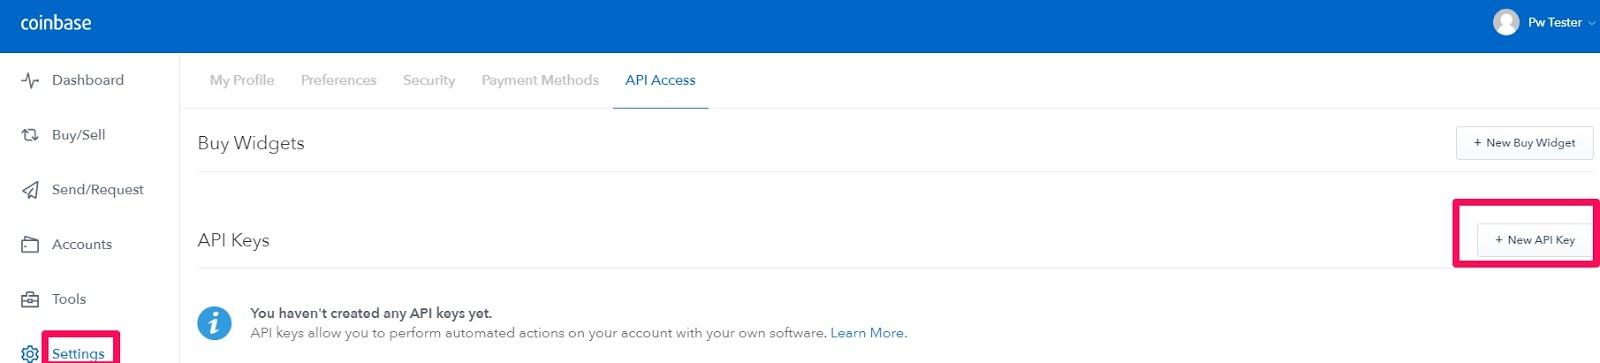 coinbase
Pw Tester
Dashboard
My Profile Preferences Security Payment Methods API Access
Buy/Sell
Buy Widgets
+ New Buy Widget
Send/Request
API Keys
+ New API Key
Accounts
Tools
You haven't created any API keys yet.
API keys allow you to perform automated actions on your account with your own software. Learn More.
Settings